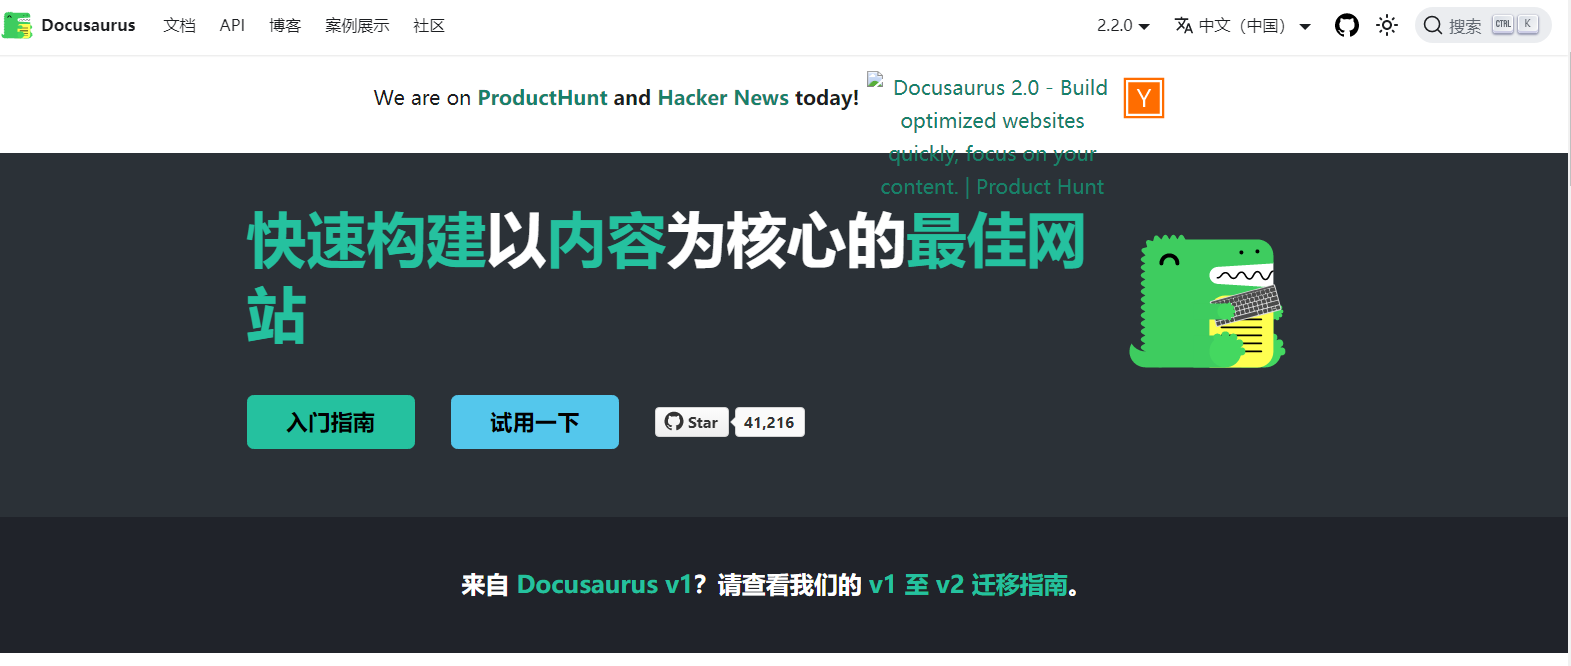 Docusaurus 文档 API 博客 案例展示 社区 2.2.0 中文（中国） 搜索 CTRL K
We are on ProductHunt and Hacker News today! Docusaurus 2.0 - Build
optimized websites
quickly, focus on your
content. | Product Hunt
Y
快速构建以内容为核心的最佳网
站
入门指南 试用一下 Star 41,216
来自 Docusaurus v1？请查看我们的 v1 至 v2 迁移指南。